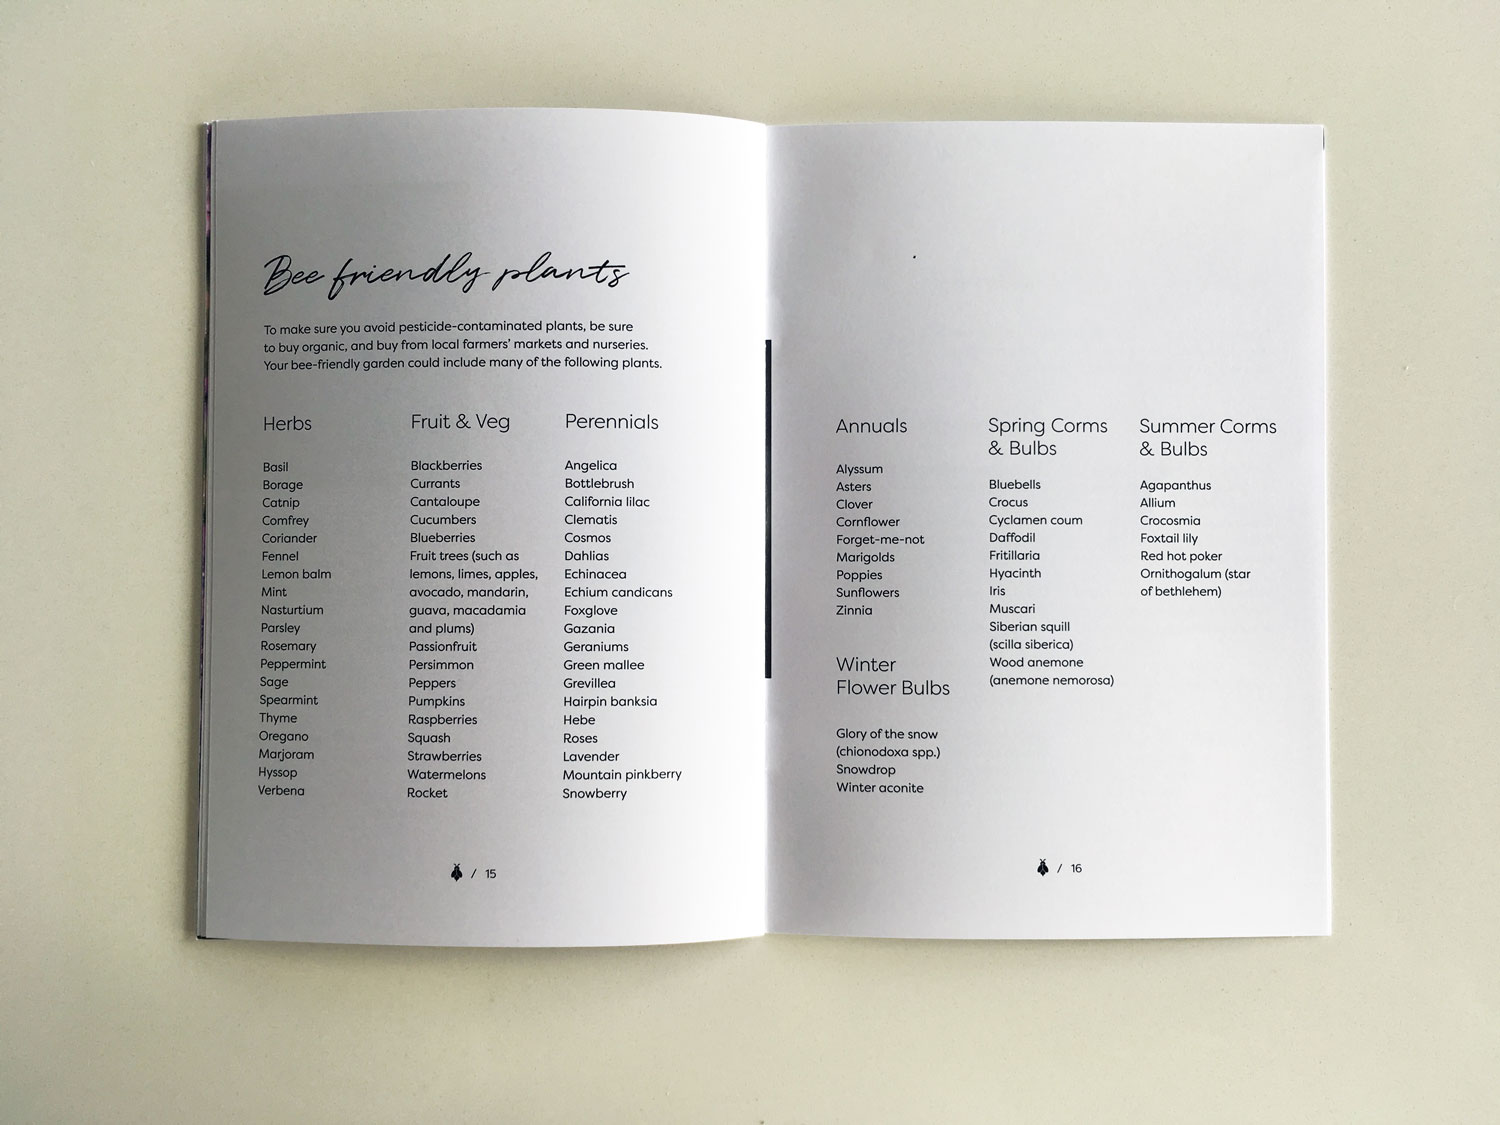 Bee friendly plants
To make sure you avoid pesticide-contaminated plants, be sure
to buy organic, and buy from local farmers' markets and nurseries.
Your bee-friendly garden could include many of the following plants.
Herbs
Basil
Borage
Catnip
Comfrey
Coriander
Fennel
Lemon balm
Mint
Nasturtium
Parsley
Rosemary
Peppermint
Sage
Spearmint
Thyme
Oregano
Marjoram
Hyssop
Verbena
Fruit & Veg
Blackberries
Currants
Cantaloupe
Cucumbers
Blueberries
Fruit trees (such as
lemons, limes, apples,
avocado, mandarin,
guava, macadamia
and plums)
Passionfruit
Persimmon
Peppers
Pumpkins
Raspberries
Squash
Strawberries
Watermelons
Rocket
Perennials
Angelica
Bottlebrush
California lilac
Clematis
Cosmos
Dahlias
Echinacea
Echium candicans
Foxglove
Gazania
Geraniums
Green mallee
Grevillea
Hairpin banksia
Hebe
Roses
Lavender
Mountain pinkberry
Snowberry
/ 15
Annuals
Alyssum
Asters
Clover
Cornflower
Forget-me-not
Marigolds
Poppies
Sunflowers
Zinnia
Winter
Flower Bulbs
Glory of the snow
(chionodoxa spp.)
Snowdrop
Winter aconite
Spring Corms
& Bulbs
Bluebells
Crocus
Cyclamen coum
Daffodil
Fritillaria
Hyacinth
Iris
Muscari
Siberian squill
(scilla siberica)
Wood anemone
(anemone nemorosa)
Summer Corms
& Bulbs
Agapanthus
Allium
Crocosmia
Foxtail lily
Red hot poker
Ornithogalum (star
of bethlehem)
/ 16